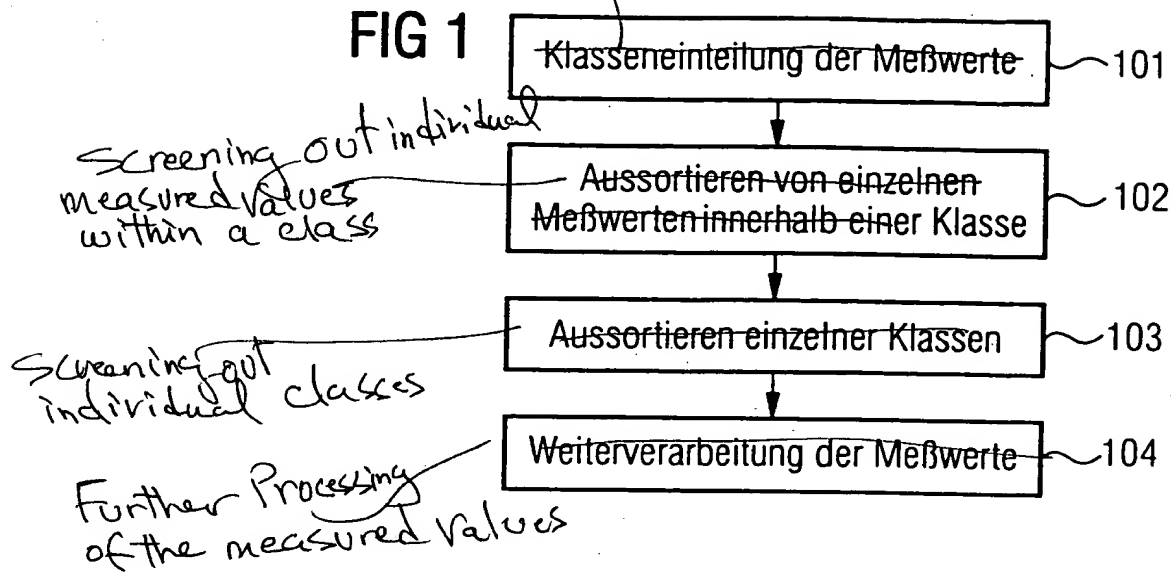 FIG 1
Klasseneinteilung der Meßwerte
101
Screening out individual
measured values
within a class
Aussortieren von einzelnen
Meßwerten innerhalb einer Klasse
102
Screening out
individual classes
Aussortieren einzelner Klassen
103
Further Processing
of the measured values
Weiterverarbeitung der Meßwerte
104